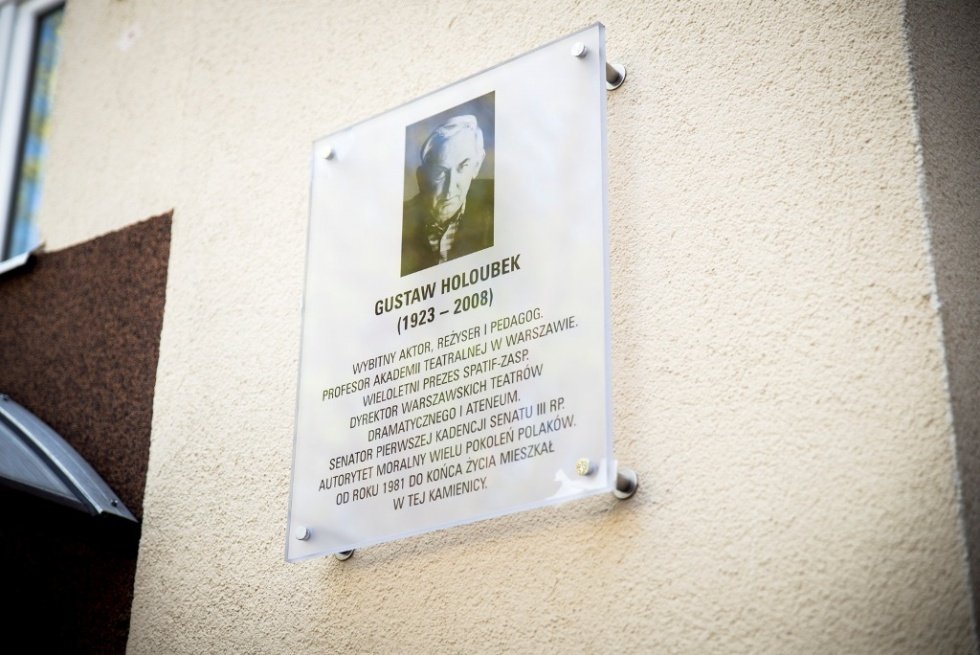 GUSTAW HOLOUBEK
(1923 – 2008)
WYBITNY AKTOR, REŻYSER I PEDAGOG.
PROFESOR AKADEMII TEATRALNEJ W WARSZAWIE.
WIELOLETNI PREZES SPATIF-ZASP.
DYREKTOR WARSZAWSKICH TEATRÓW
DRAMATYCZNEGO I ATENEUM.
SENATOR PIERWSZEJ KADENCJI SENATU III RP.
AUTORYTET MORALNY WIELU POKOLEŃ POLAKÓW.
OD ROKU 1981 DO KOŃCA ŻYCIA MIESZKAŁ
W TEJ KAMIENICY.